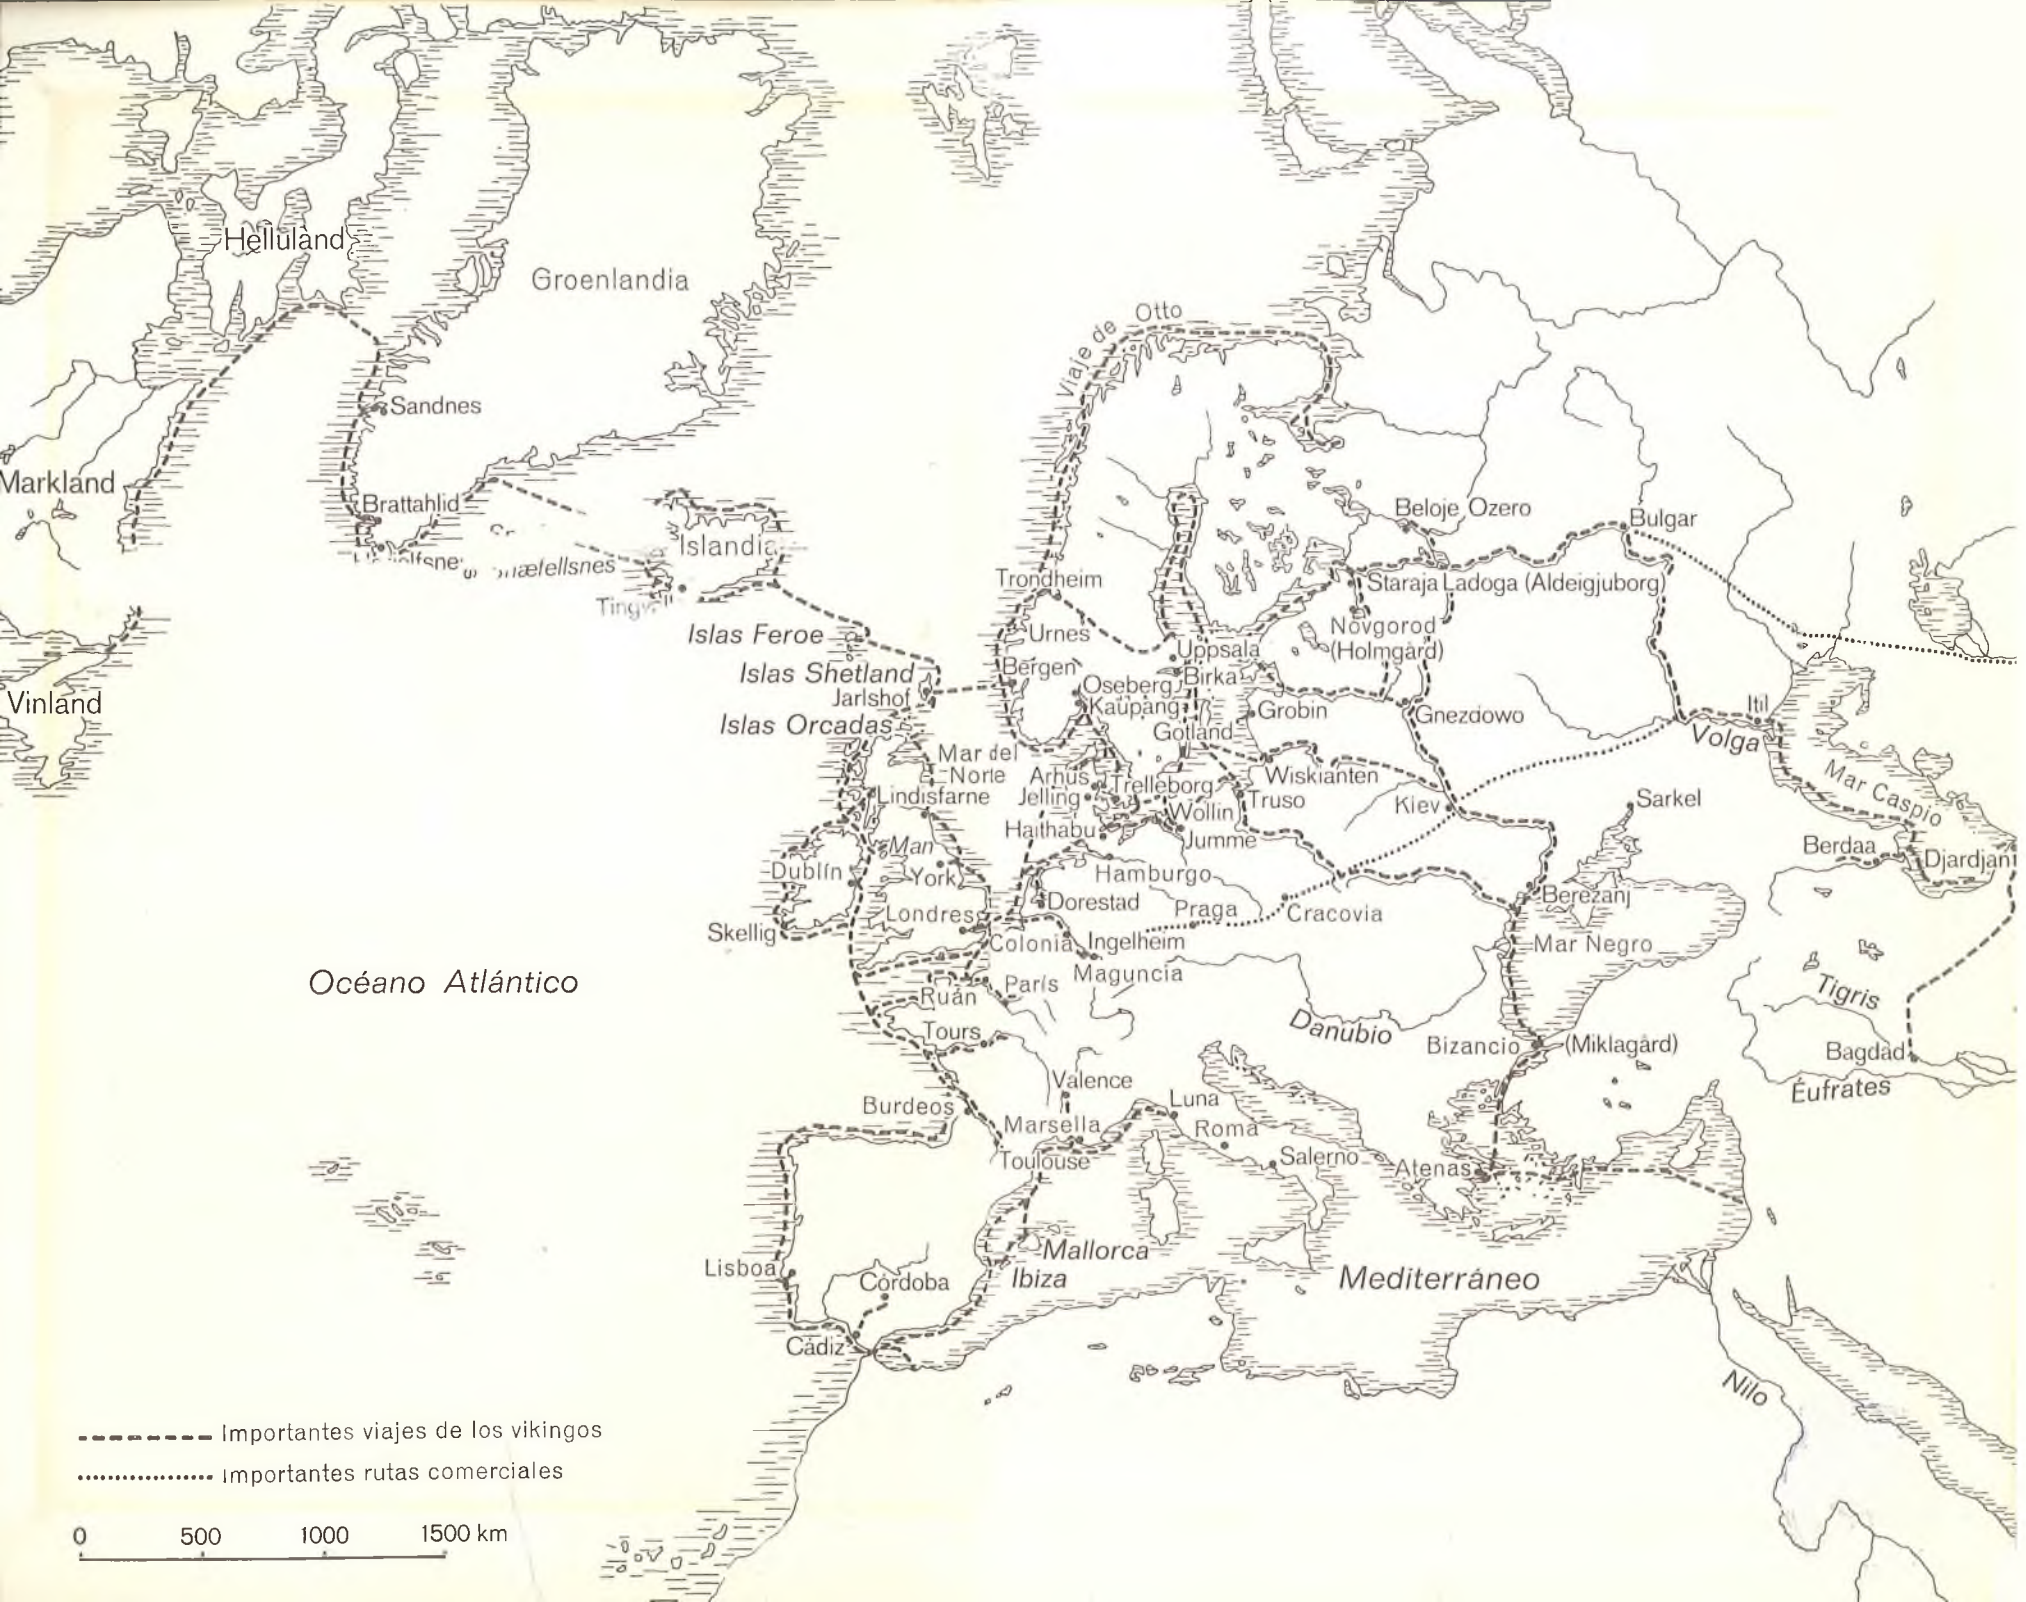 Helluland
Groenlandia
Viaje de Otto
Sandnes
Markland
Brattahlid
Beloje Ozero
Bulgar
Islandia
Trondheim
Staraja Ladoga (Aldeigjuborg)
Islas Feroe
Urnes
Novgorod
(Holmgård)
Uppsala
Islas Shetland
Bergen
Birka
Jarlshof
Oseberg
Kaupang
Vinland
Islas Orcadas
Grobin
Gnezdowo
Itil
Gotland
Volga
Mar del
Norte
Arhus
Trelleborg
Wiskianten
Mar Caspio
Lindisfarne
Jelling
Truso
Kiev
Sarkel
Wollin
Haithabu
Jumme
Man
Berdaa
Djardjan
Dublín
York
Hamburgo
Berezanj
Dorestad
Praga
Cracovia
Londres
Skellig
Colonia
Ingelheim
Mar Negro
Maguncia
Océano Atlántico
París
Ruán
Tigris
Tours
Danubio
Bizancio
(Miklagård)
Bagdad
Éufrates
Valence
Burdeos
Luna
Marsella
Roma
Toulouse
Salerno
Atenas
Mallorca
Lisboa
Córdoba
Ibiza
Mediterráneo
Cádiz
Nilo
Importantes viajes de los vikingos
Importantes rutas comerciales
0 500 1000 1500 km